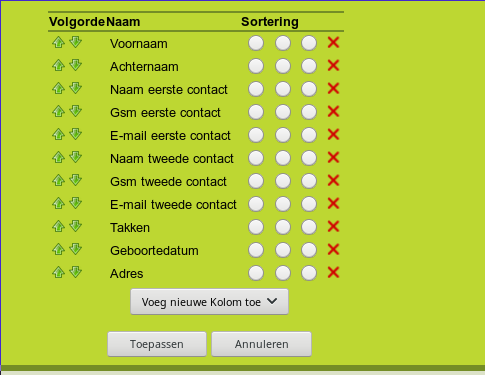 Volgorde Naam Sortering
Voornaam
Achternaam
Naam eerste contact
Gsm eerste contact
E-mail eerste contact
Naam tweede contact
Gsm tweede contact
E-mail tweede contact
Takken
Geboortedatum
Adres
Voeg nieuwe Kolom toe
Toepassen Annuleren